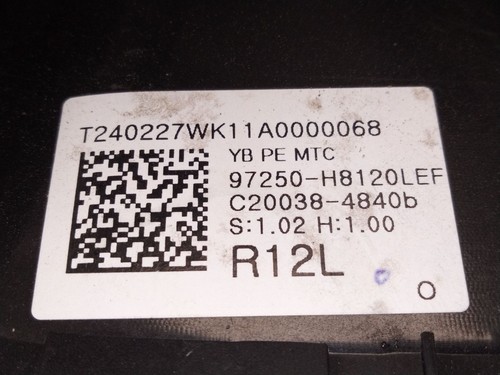 T240227WK11A0000068
YB PE MTC
97250-H8120LEF
C20038-4840b
S:1.02 H:1.00
R12L
O